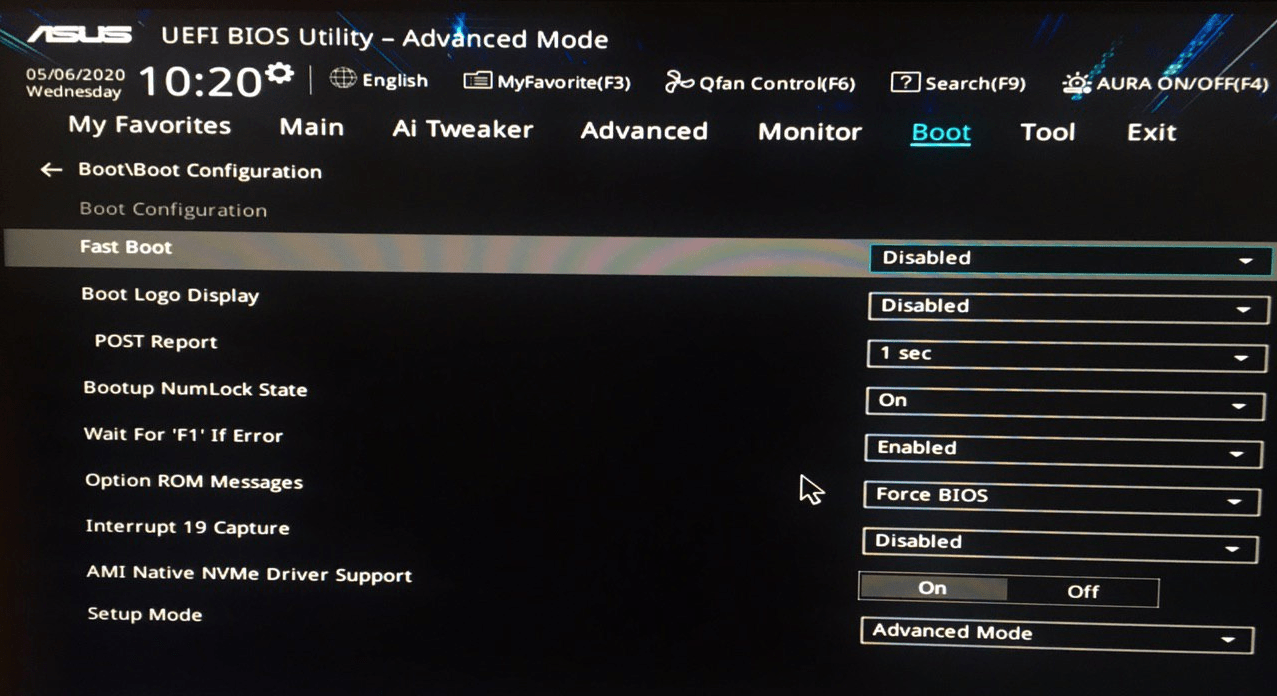 ASUS UEFI BIOS Utility – Advanced Mode
05/06/2020 Wednesday 10:20 English MyFavorite(F3) Qfan Control(F6) ? Search(F9) AURA ON/OFF(F4)
My Favorites Main Ai Tweaker Advanced Monitor Boot Tool Exit
← Boot\Boot Configuration
Boot Configuration
Fast Boot Disabled
Boot Logo Display Disabled
POST Report 1 sec
Bootup NumLock State On
Wait For 'F1' If Error Enabled
Option ROM Messages Force BIOS
Interrupt 19 Capture Disabled
AMI Native NVMe Driver Support On Off
Setup Mode Advanced Mode